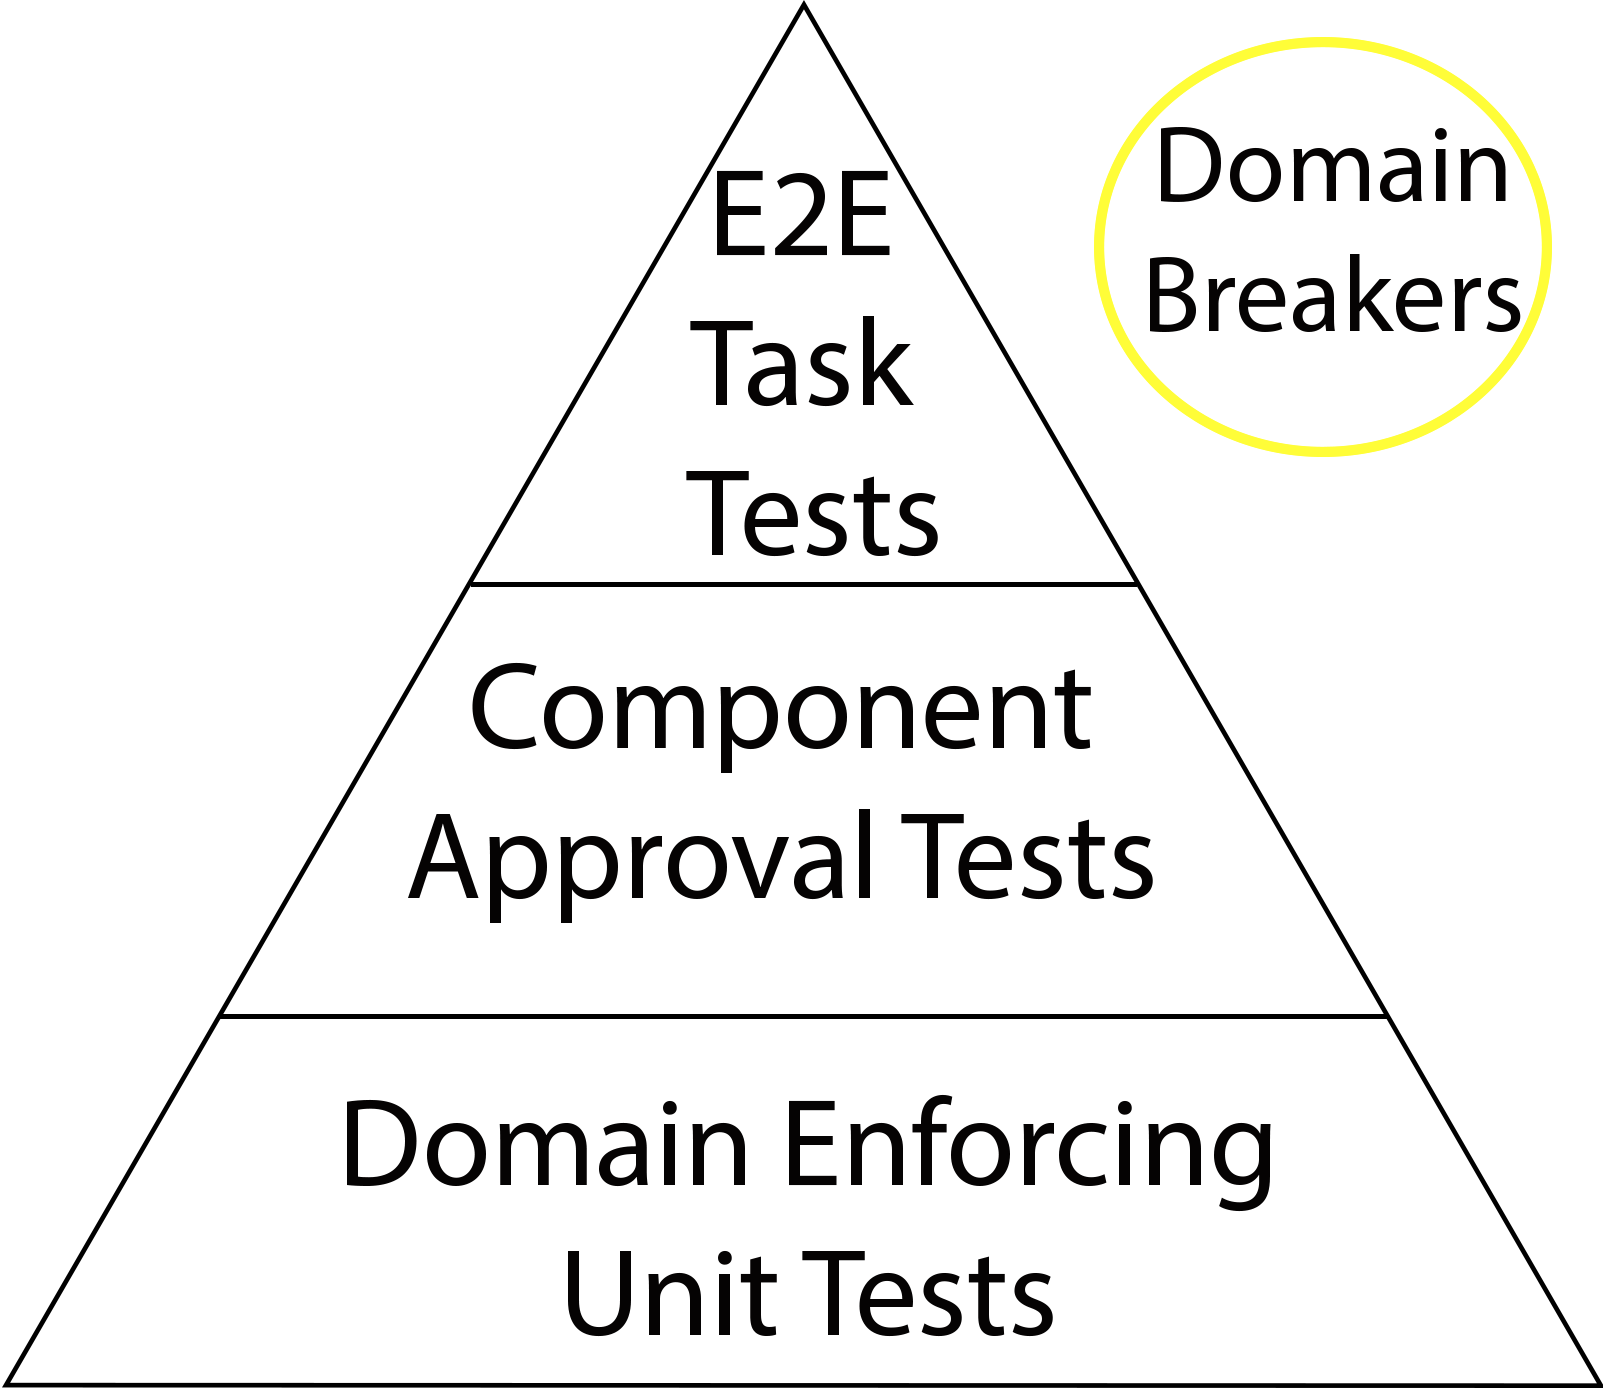 E2E
Task
Tests
Domain
Breakers
Component
Approval Tests
Domain Enforcing
Unit Tests